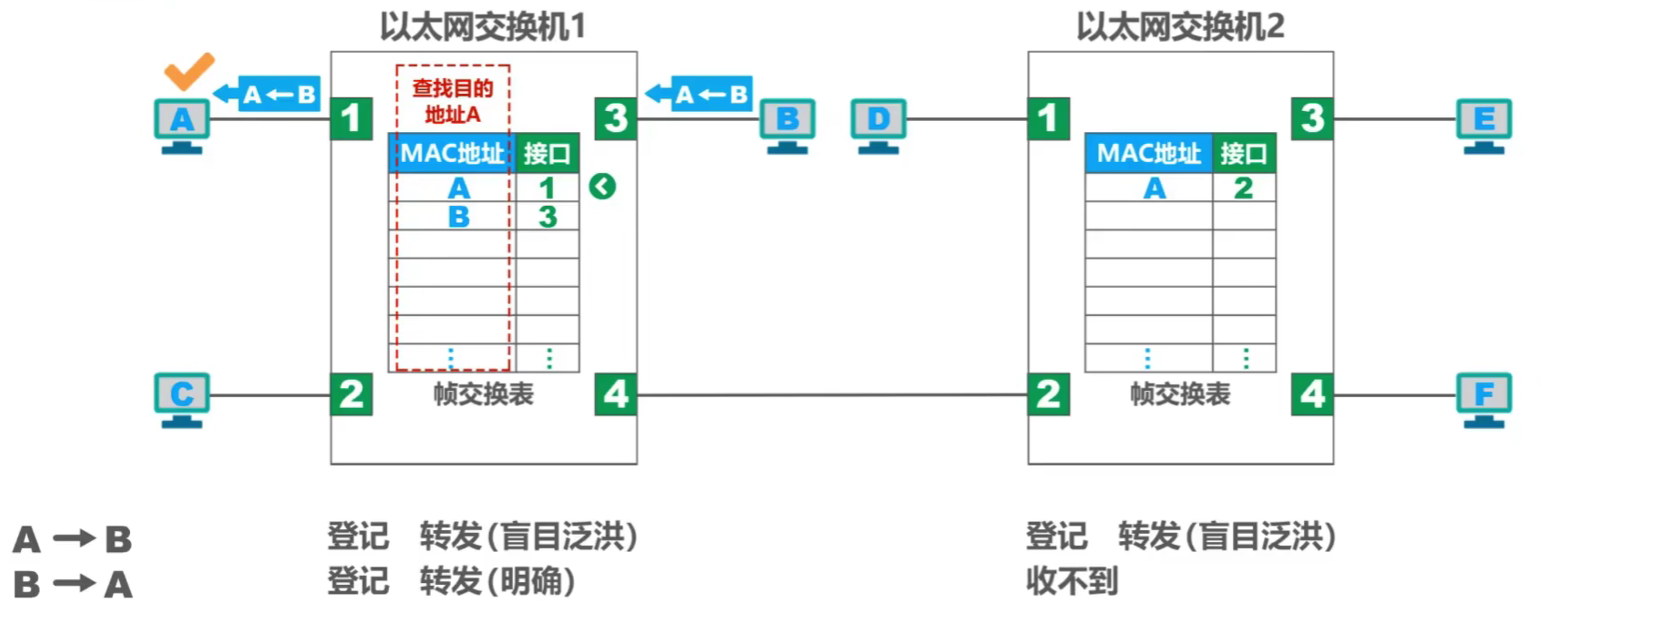 以太网交换机1
以太网交换机2
A
A←B
1
查找目的
地址A
3
A←B
B
D
1
3
E
MAC地址 接口
A 1
B 3
⋮ ⋮
MAC地址 接口
A 2
⋮ ⋮
C
2
帧交换表
4
2
帧交换表
4
F
A→B 登记 转发(盲目泛洪) 登记 转发(盲目泛洪)
B→A 登记 转发(明确) 收不到